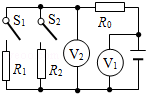 S₁ S₂ R₀
V₂ V₁
R₁ R₂